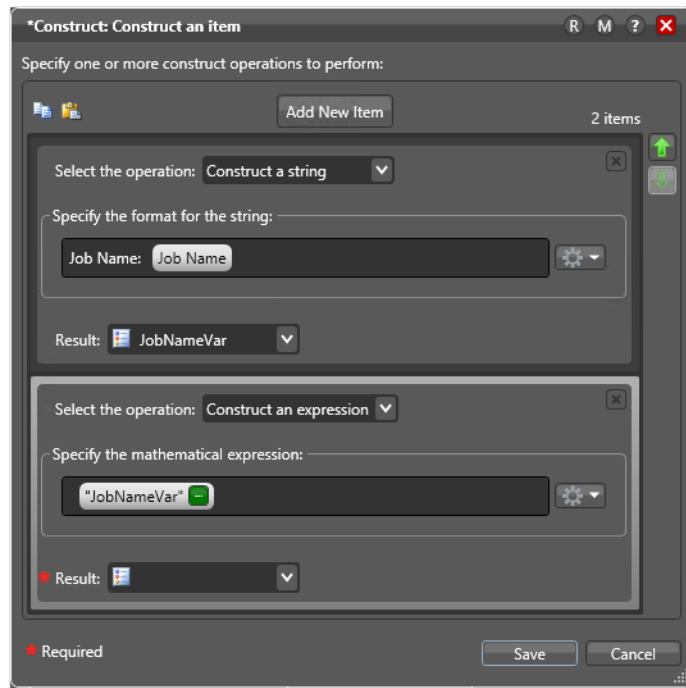 *Construct: Construct an item
R M ?
Specify one or more construct operations to perform:
Add New Item
2 items
Select the operation: Construct a string
Specify the format for the string:
Job Name: Job Name
Result: JobNameVar
Select the operation: Construct an expression
Specify the mathematical expression:
"JobNameVar"
* Result:
* Required
Save Cancel